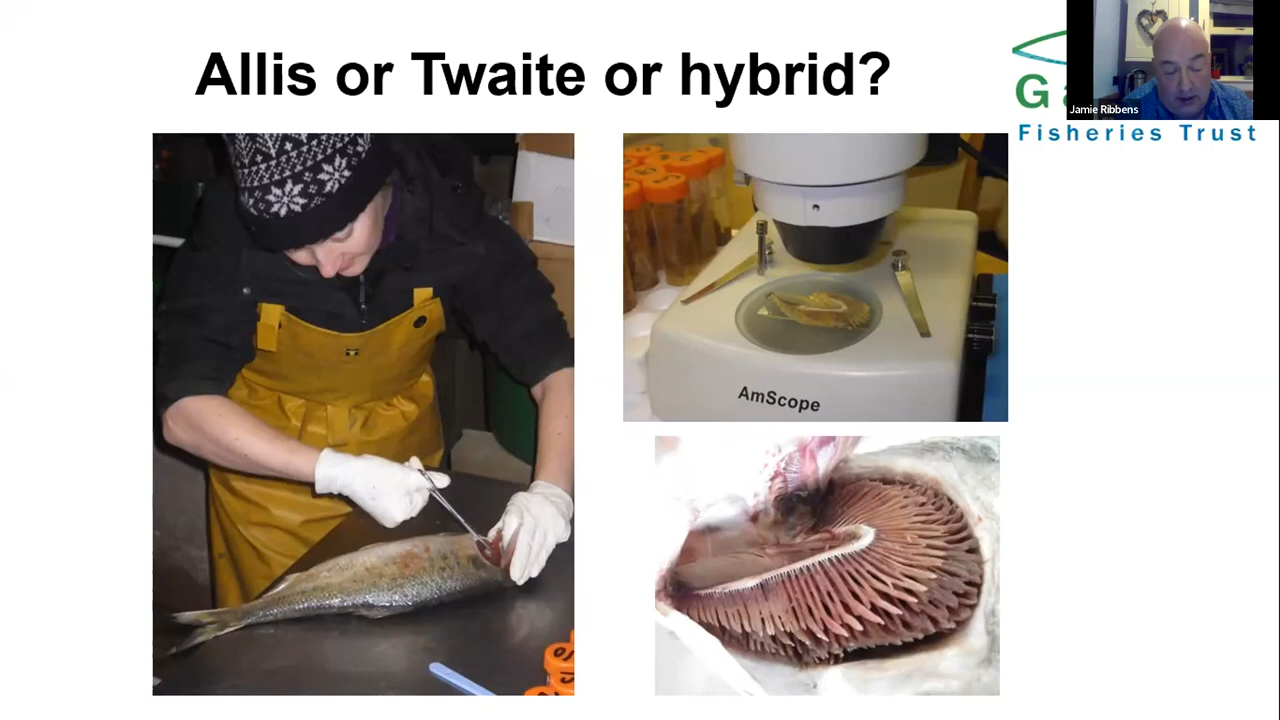 Allis or Twaite or hybrid?
Jamie Ribbens
Fisheries Trust
AmScope